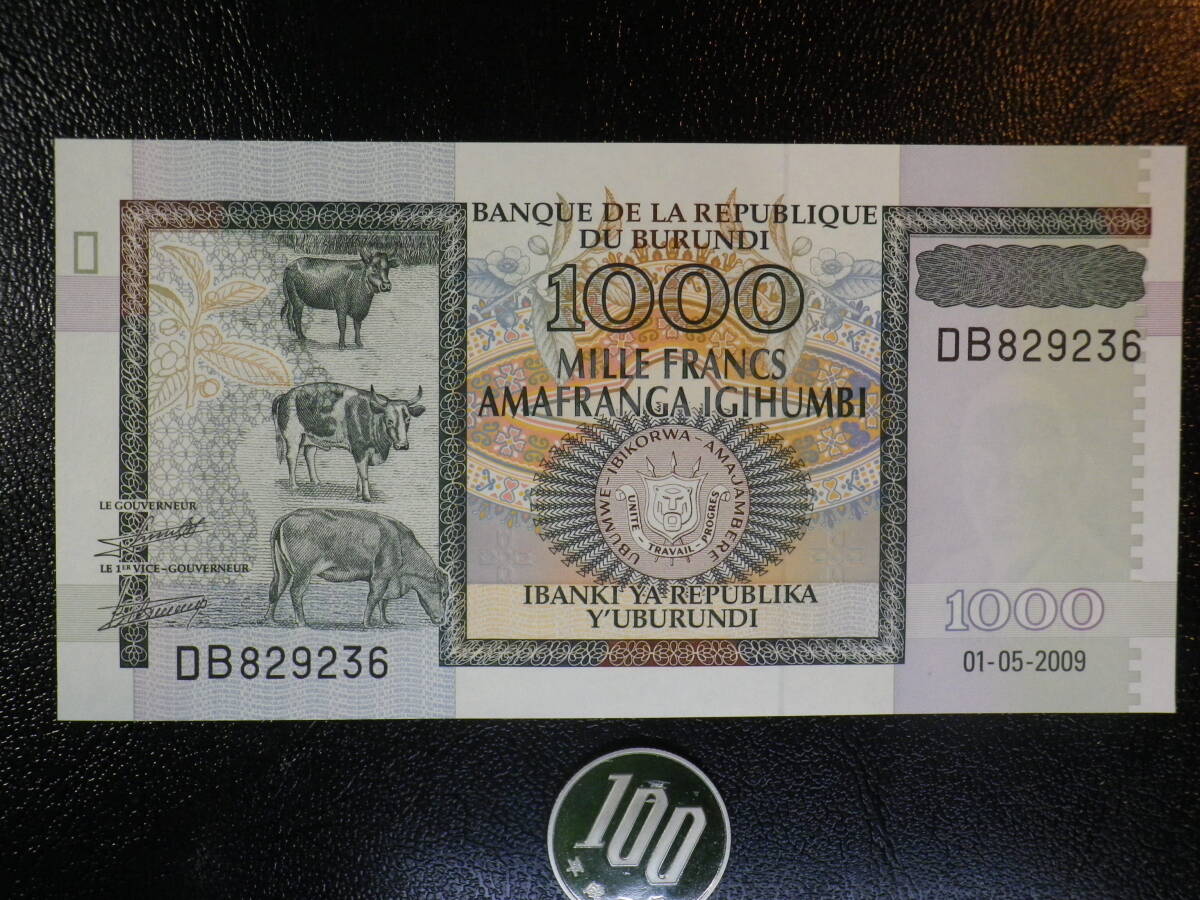 BANQUE DE LA REPUBLIQUE
DU BURUNDI
1000
MILLE FRANCS
AMAFRANGA IGIHUMBI
DB829236
UBUMWE-IBIKORWA-AMAJAMBERE
UNITE TRAVAIL PROGRES
LE GOUVERNEUR
LE 1ER VICE-GOUVERNEUR
IBANKI YA REPUBLIKA
Y'UBURUNDI
DB829236
1000
01-05-2009
100